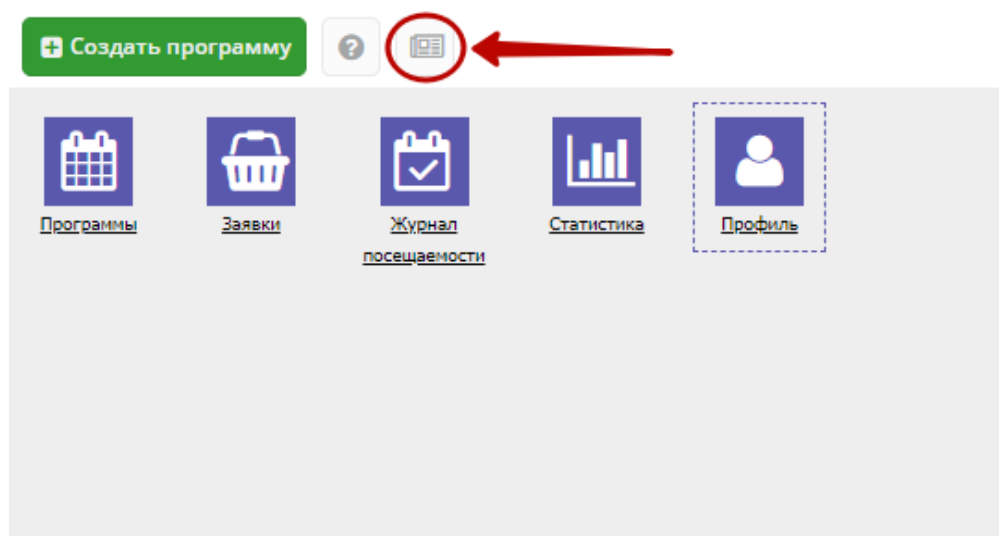 Создать программу
Программы
Заявки
Журнал
посещаемости
Статистика
Профиль